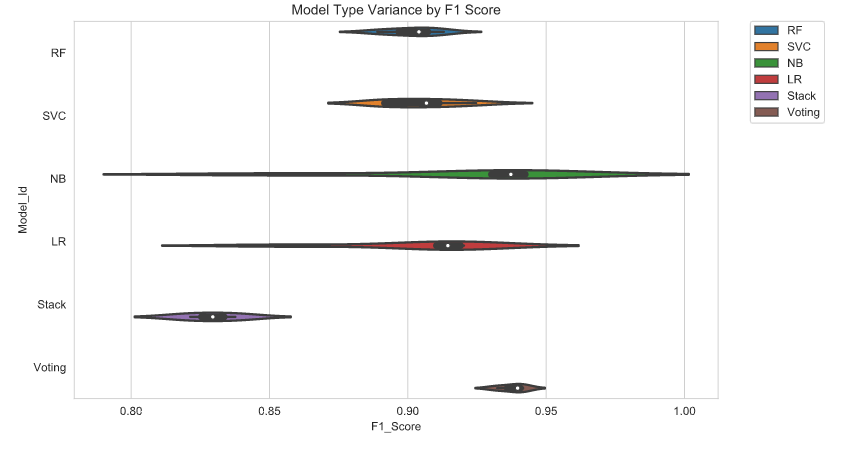 Model Type Variance by F1 Score
RF
SVC
NB
LR
Stack
Voting
Model_Id
0.80
0.85
0.90
0.95
1.00
F1_Score
RF
SVC
NB
LR
Stack
Voting